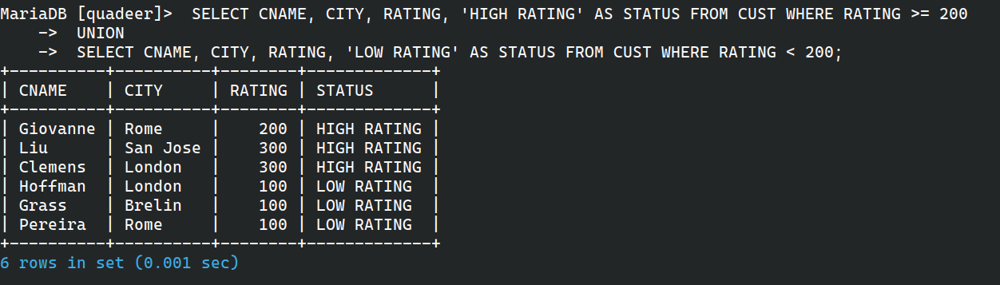 MariaDB [quadeer]>  SELECT CNAME, CITY, RATING, 'HIGH RATING' AS STATUS FROM CUST WHERE RATING >= 200
    ->  UNION
    ->  SELECT CNAME, CITY, RATING, 'LOW RATING' AS STATUS FROM CUST WHERE RATING < 200;
+----------+----------+--------+-------------+
| CNAME    | CITY     | RATING | STATUS      |
+----------+----------+--------+-------------+
| Giovanne | Rome     |    200 | HIGH RATING |
| Liu      | San Jose |    300 | HIGH RATING |
| Clemens  | London   |    300 | HIGH RATING |
| Hoffman  | London   |    100 | LOW RATING  |
| Grass    | Brelin   |    100 | LOW RATING  |
| Pereira  | Rome     |    100 | LOW RATING  |
+----------+----------+--------+-------------+
6 rows in set (0.001 sec)